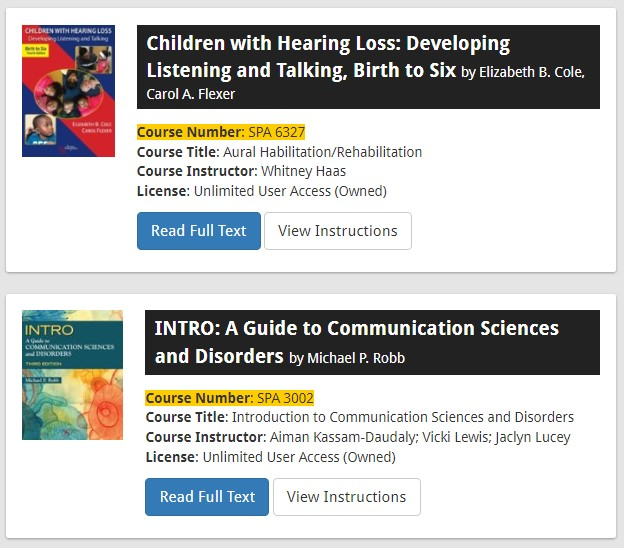 CHILDREN WITH HEARING LOSS
Developing Listening and Talking
Birth to Six
ELIZABETH B. COLE
CAROL FLEXER
Children with Hearing Loss: Developing
Listening and Talking, Birth to Six by Elizabeth B. Cole,
Carol A. Flexer
Course Number: SPA 6327
Course Title: Aural Habilitation/Rehabilitation
Course Instructor: Whitney Haas
License: Unlimited User Access (Owned)
Read Full Text View Instructions
INTRO
A Guide to
COMMUNICATION SCIENCES
and DISORDERS
THIRD EDITION
Michael P. Robb
INTRO: A Guide to Communication Sciences
and Disorders by Michael P. Robb
Course Number: SPA 3002
Course Title: Introduction to Communication Sciences and Disorders
Course Instructor: Aiman Kassam-Daudaly; Vicki Lewis; Jaclyn Lucey
License: Unlimited User Access (Owned)
Read Full Text View Instructions